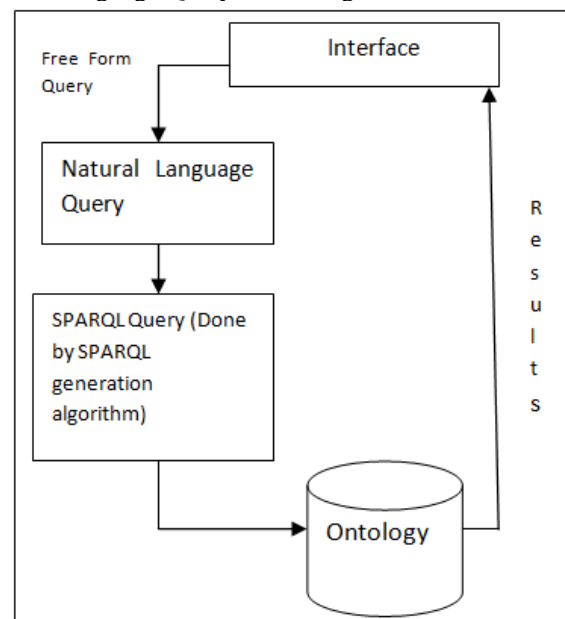 Interface
Free Form
Query
Natural Language
Query
SPARQL Query (Done
by SPARQL
generation
algorithm)
Ontology
R
e
s
u
l
t
s